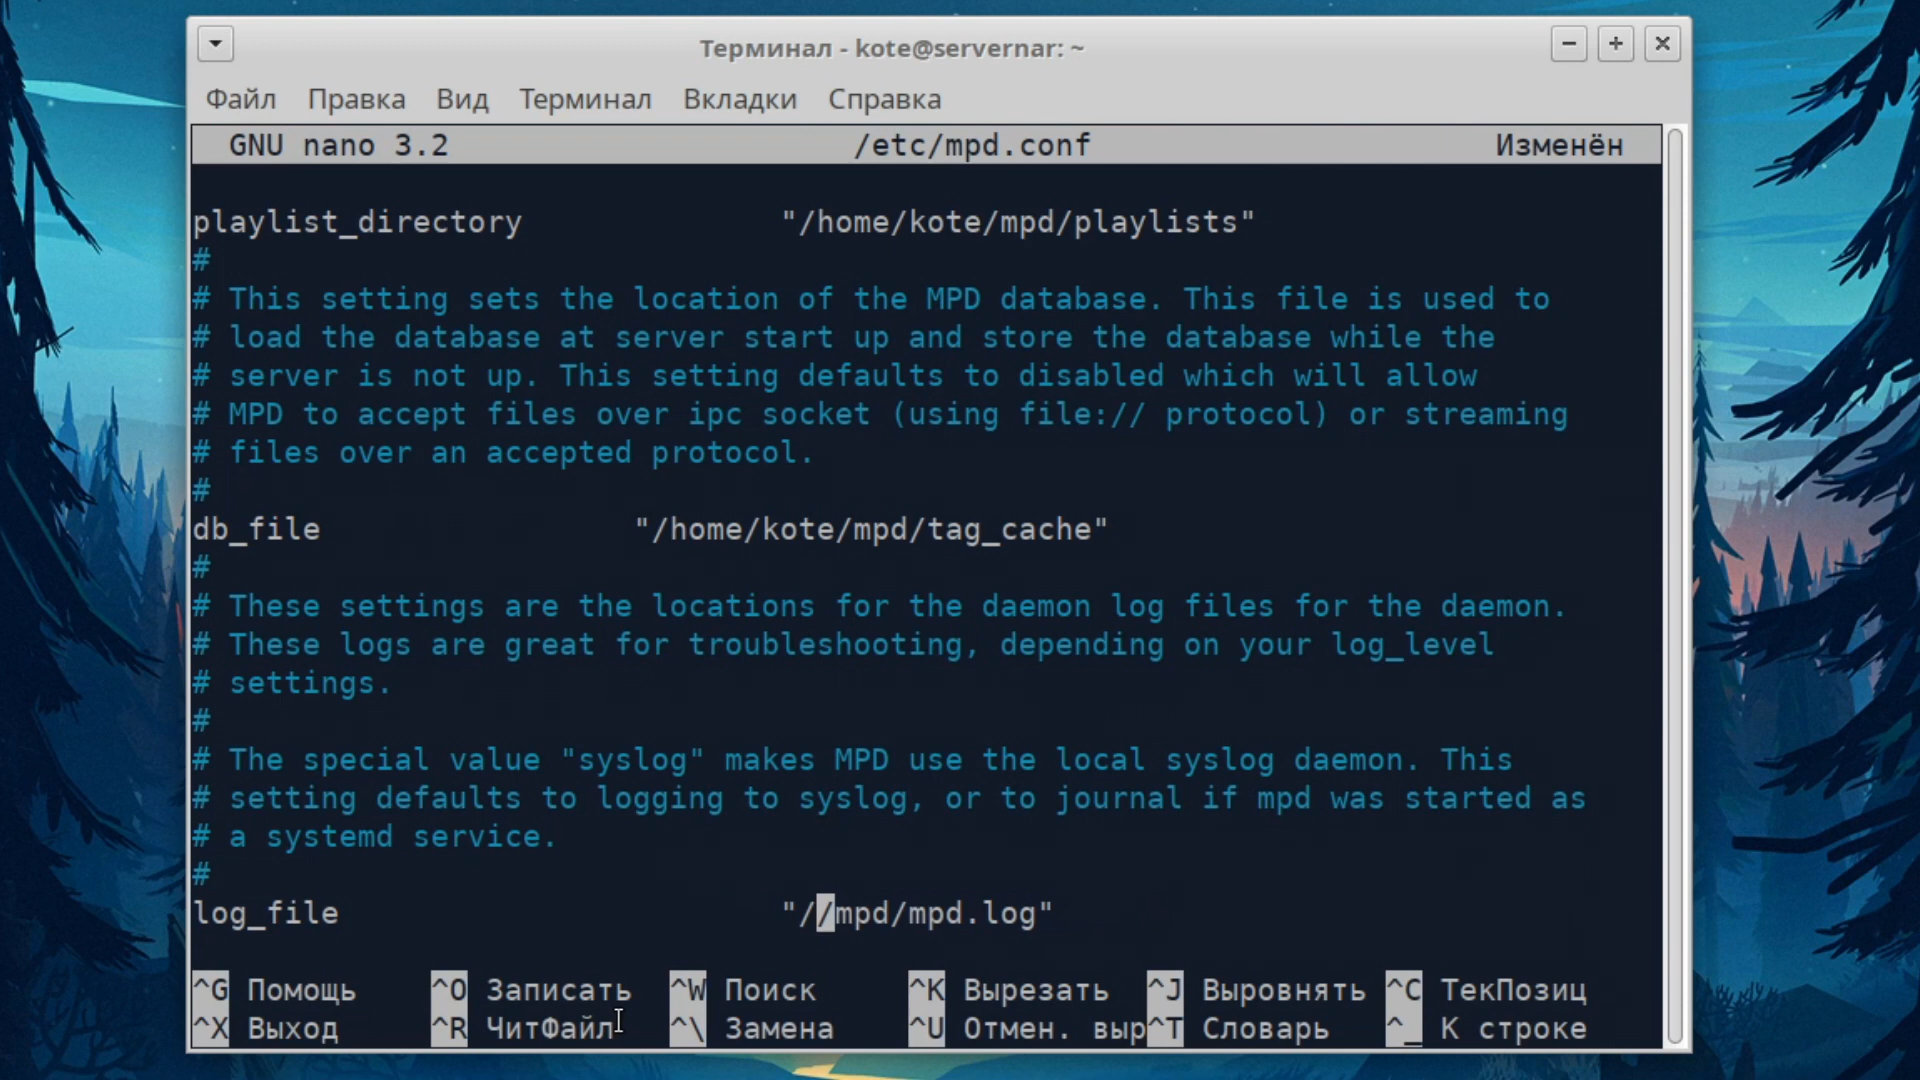 Терминал - kote@servernar: ~
Файл Правка Вид Терминал Вкладки Справка
GNU nano 3.2 /etc/mpd.conf Изменён
playlist_directory "/home/kote/mpd/playlists"
#
# This setting sets the location of the MPD database. This file is used to
# load the database at server start up and store the database while the
# server is not up. This setting defaults to disabled which will allow
# MPD to accept files over ipc socket (using file:// protocol) or streaming
# files over an accepted protocol.
#
db_file "/home/kote/mpd/tag_cache"
#
# These settings are the locations for the daemon log files for the daemon.
# These logs are great for troubleshooting, depending on your log_level
# settings.
#
# The special value "syslog" makes MPD use the local syslog daemon. This
# setting defaults to logging to syslog, or to journal if mpd was started as
# a systemd service.
#
log_file "//mpd/mpd.log"
^G Помощь ^O Записать ^W Поиск ^K Вырезать ^J Выровнять ^C ТекПозиц
^X Выход ^R ЧитФайл ^\ Замена ^U Отмен. выр^T Словарь ^_ К строке